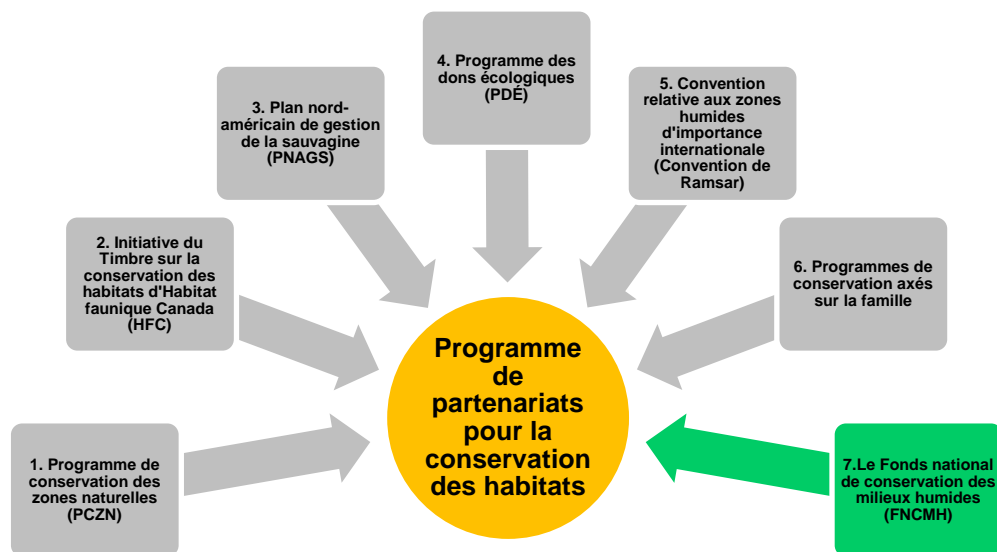 4. Programme des
dons écologiques
(PDÉ)
3. Plan nord-
américain de gestion
de la sauvagine
(PNAGS)
5. Convention
relative aux zones
humides
d'importance
internationale
(Convention de
Ramsar)
2. Initiative du
Timbre sur la
conservation des
habitats d'Habitat
faunique Canada
(HFC)
6. Programmes de
conservation axés
sur la famille
Programme
de
partenariats
pour la
conservation
des habitats
1. Programme de
conservation des
zones naturelles
(PCZN)
7.Le Fonds national
de conservation des
milieux humides
(FNCMH)